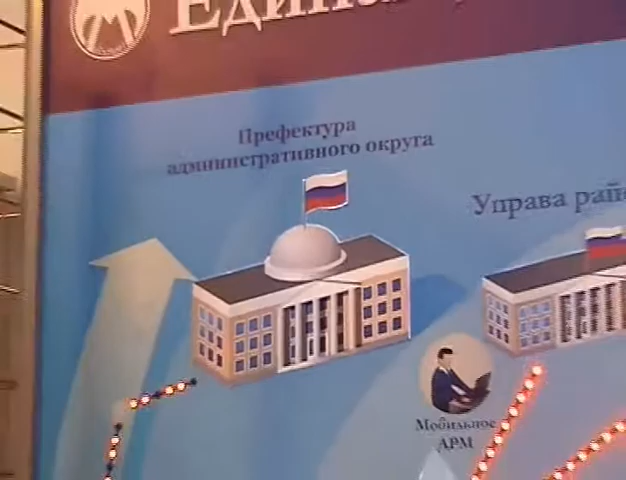 Префектура
административного округа
Управа
Мобильное
АРМ